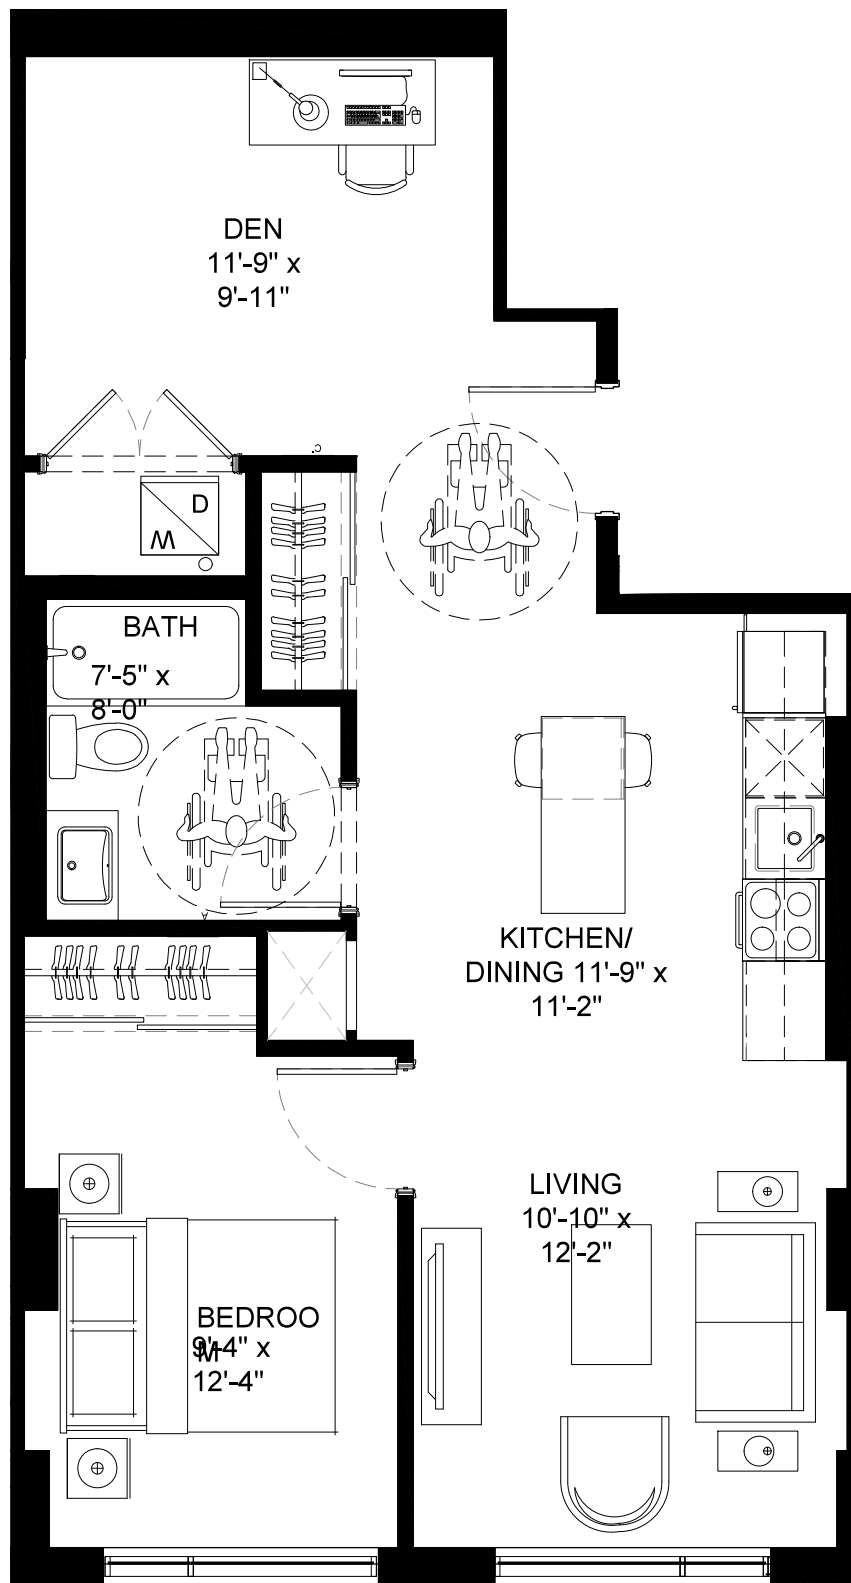 DEN
11'-9" x
9'-11"
C.
D
W
BATH
7'-5" x
8'-0"
KITCHEN/
DINING 11'-9" x
11'-2"
LIVING
10'-10" x
12'-2"
BEDROO
M
9'-4" x
12'-4"